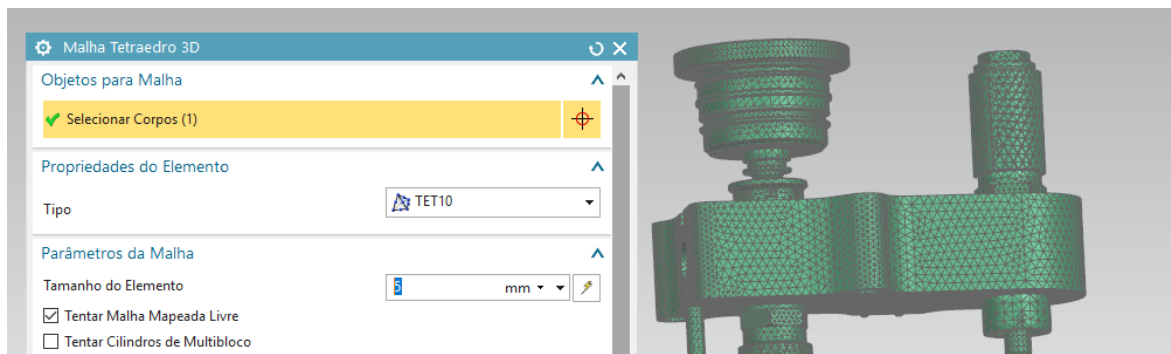 Malha Tetraedro 3D
Objetos para Malha
Selecionar Corpos (1)
Propriedades do Elemento
Tipo TET10
Parâmetros da Malha
Tamanho do Elemento 5 mm
Tentar Malha Mapeada Livre
Tentar Cilindros de Multibloco